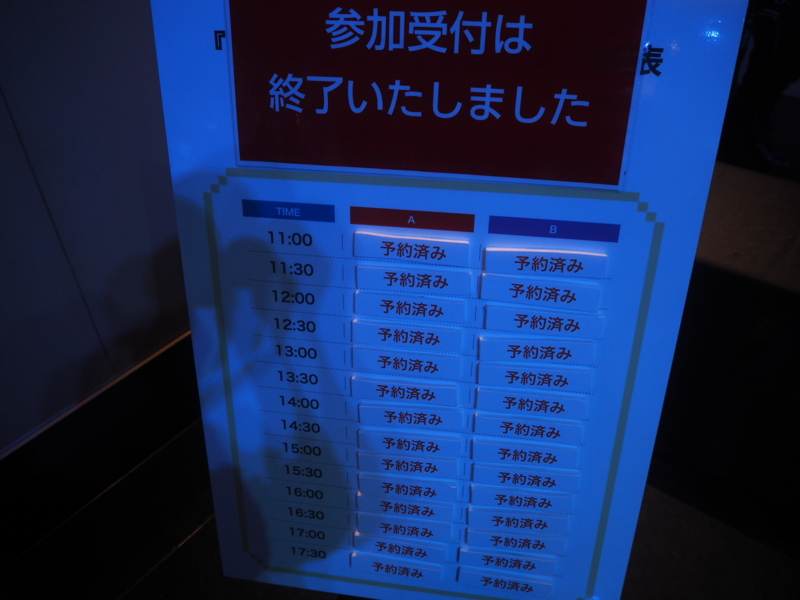 参加受付は
終了いたしました
『 表
TIME A B
11:00 予約済み 予約済み
11:30 予約済み 予約済み
12:00 予約済み 予約済み
12:30 予約済み 予約済み
13:00 予約済み 予約済み
13:30 予約済み 予約済み
14:00 予約済み 予約済み
14:30 予約済み 予約済み
15:00 予約済み 予約済み
15:30 予約済み 予約済み
16:00 予約済み 予約済み
16:30 予約済み 予約済み
17:00 予約済み 予約済み
17:30 予約済み 予約済み